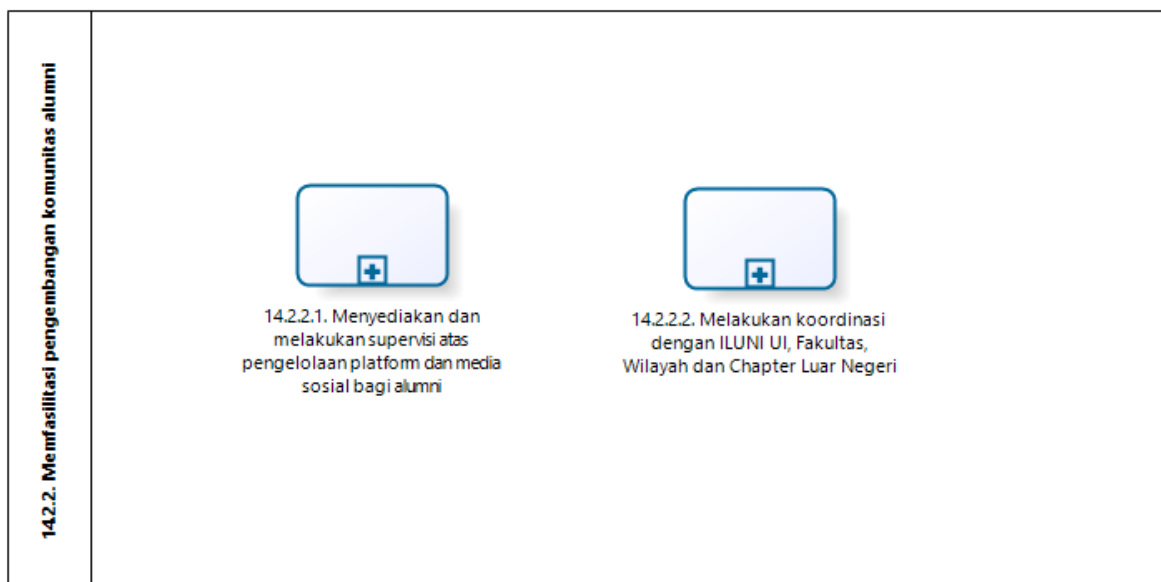 14.2.2. Memfasilitasi pengembangan komunitas alumni
14.2.2.1. Menyediakan dan
melakukan supervisi atas
pengelolaan platform dan media
sosial bagi alumni
14.2.2.2. Melakukan koordinasi
dengan ILUNI UI, Fakultas,
Wilayah dan Chapter Luar Negeri